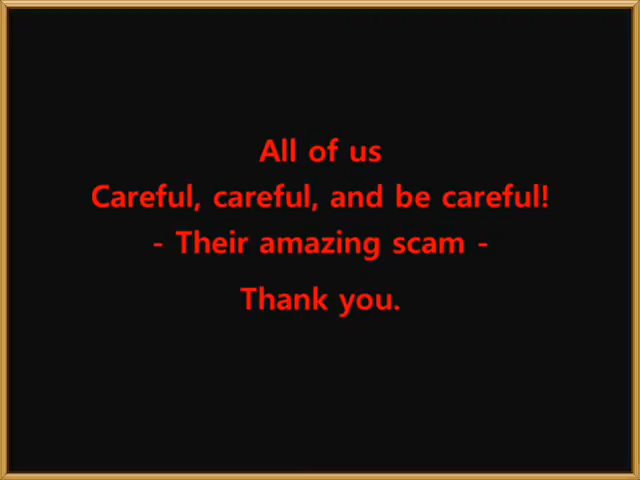 All of us
Careful, careful, and be careful!
- Their amazing scam -
Thank you.